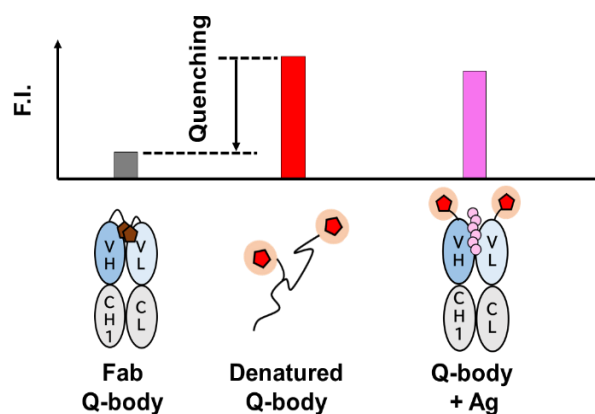 F.I.
Quenching
VH VL
CH1 CL
VH VL
CH1 CL
Fab
Q-body
Denatured
Q-body
Q-body
+ Ag